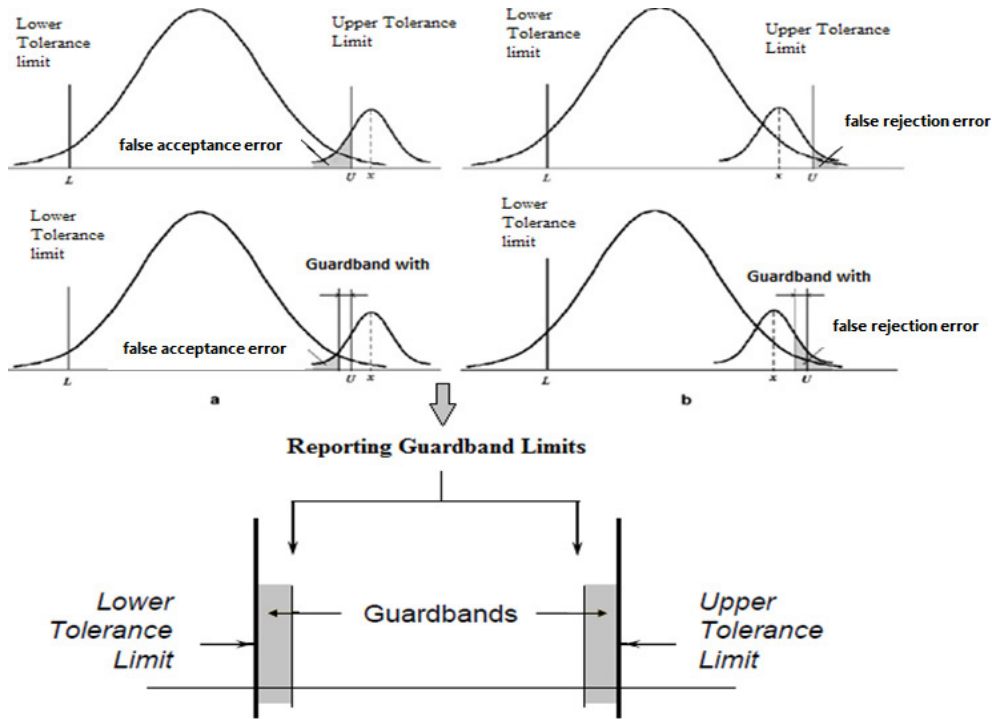 Lower
Tolerance
limit
Upper Tolerance
Limit
false acceptance error
L
U
x
Lower
Tolerance
limit
Upper Tolerance
Limit
false rejection error
L
x
U
Lower
Tolerance
limit
Guardband with
false acceptance error
L
U
x
a
Lower
Tolerance
limit
Guardband with
false rejection error
L
x
U
b
Reporting Guardband Limits
Lower
Tolerance
Limit
Guardbands
Upper
Tolerance
Limit